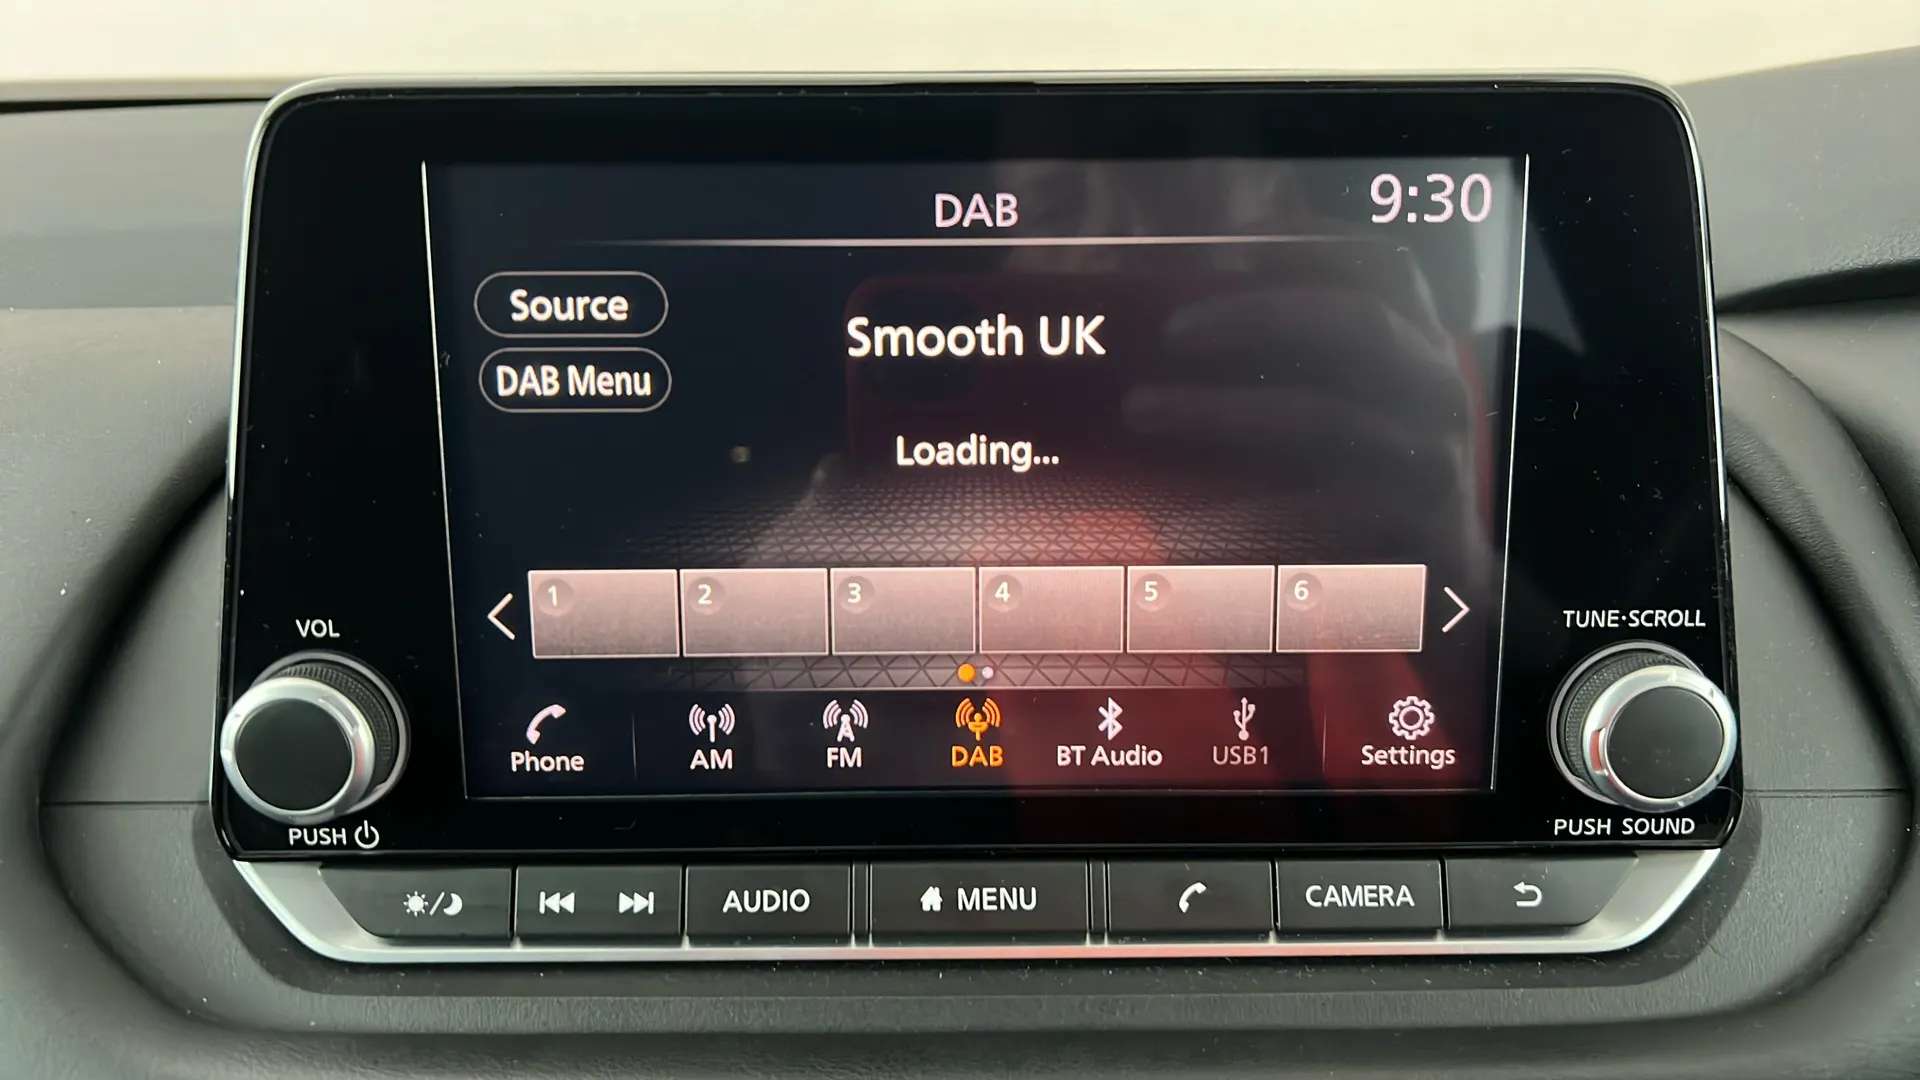 DAB
9:30
Source
DAB Menu
Smooth UK
Loading...
1 2 3 4 5 6
VOL
TUNE·SCROLL
Phone AM FM DAB BT Audio USB1 Settings
PUSH
PUSH SOUND
AUDIO MENU CAMERA